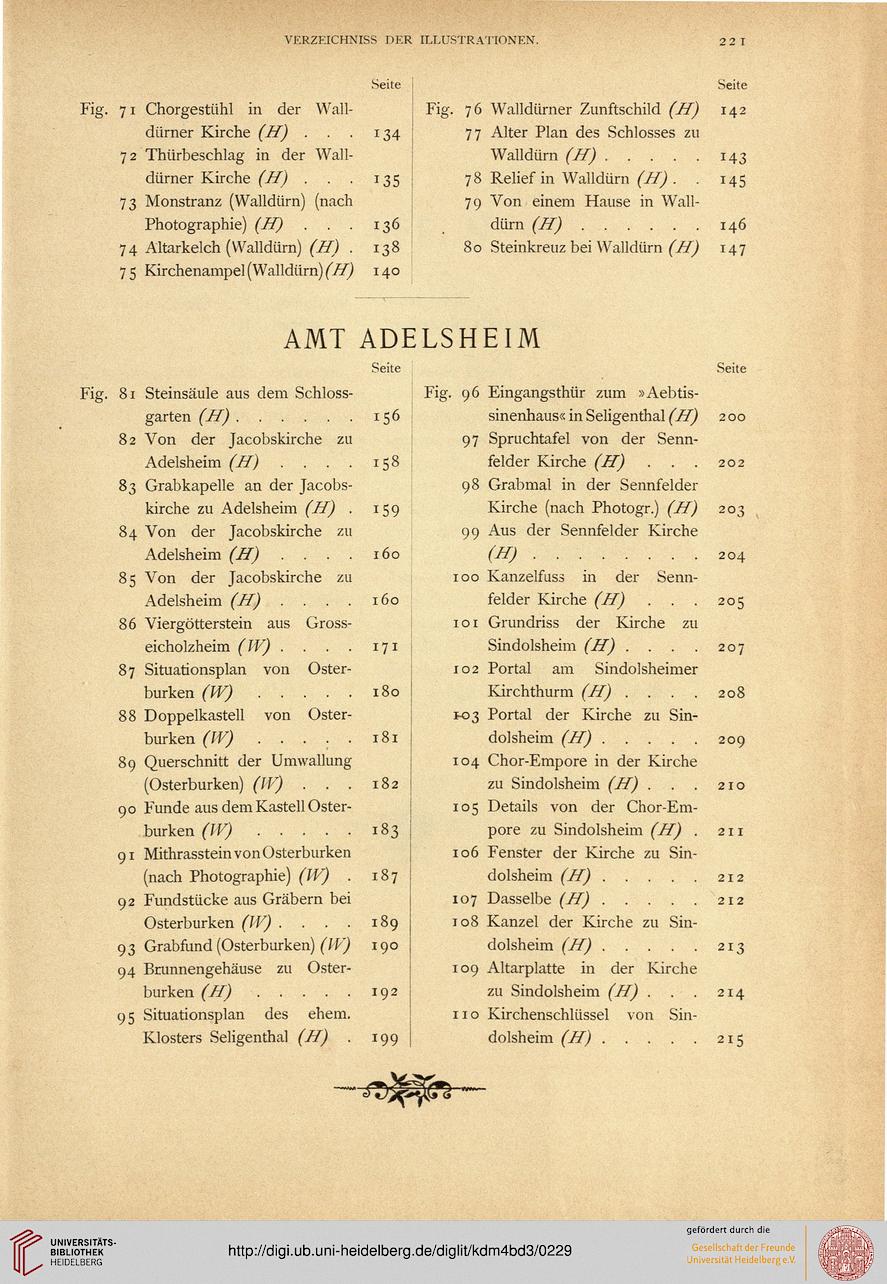 VERZEICHNISS DER ILLUSTRATIONEN. 221
Seite
Fig. 71 Chorgestühl in der Wall-
dürner Kirche (H) . . . 134
72 Thürbeschlag in der Wall-
dürner Kirche (H) . . . 135
73 Monstranz (Walldürn) (nach
Photographie) (H) . . . 136
74 Altarkelch (Walldürn) (H) . 138
75 Kirchenampel (Walldürn) (H) 140
Seite
Fig. 76 Walldürner Zunftschild (H) 142
77 Alter Plan des Schlosses zu
Walldürn (H) . . . . . 143
78 Relief in Walldürn (H) . . 145
79 Von einem Hause in Wall-
dürn (H) . . . . . . 146
80 Steinkreuz bei Walldürn (H) 147
AMT ADELSHEIM
Seite
Fig. 81 Steinsäule aus dem Schloss-
garten (H) . . . . . . 156
82 Von der Jacobskirche zu
Adelsheim (H) . . . . 158
83 Grabkapelle an der Jacobs-
kirche zu Adelsheim (H) . 159
84 Von der Jacobskirche zu
Adelsheim (H) . . . . 160
85 Von der Jacobskirche zu
Adelsheim (H) . . . . 160
86 Viergötterstein aus Gross-
eicholzheim (W) . . . . 171
87 Situationsplan von Oster-
burken (W) . . . . . 180
88 Doppelkastell von Oster-
burken (W) . . . . . 181
89 Querschnitt der Umwallung
(Osterburken) (W) . . . 182
90 Funde aus dem Kastell Oster-
burken (W) . . . . . 183
91 Mithrasstein von Osterburken
(nach Photographie) (W) . 187
92 Fundstücke aus Gräbern bei
Osterburken (W) . . . . 189
93 Grabfund (Osterburken) (W) 190
94 Brunnengehäuse zu Oster-
burken (H) . . . . . 192
95 Situationsplan des ehem.
Klosters Seligenthal (H) . 199
Seite
Fig. 96 Eingangsthür zum »Aebtis-
sinenhaus« in Seligenthal (H) 200
97 Spruchtafel von der Senn-
felder Kirche (H) . . . 202
98 Grabmal in der Sennfelder
Kirche (nach Photogr.) (H) 203
99 Aus der Sennfelder Kirche
(H) . . . . . . . . 204
100 Kanzelfuss in der Senn-
felder Kirche (H) . . . 205
101 Grundriss der Kirche zu
Sindolsheim (H) . . . . 207
102 Portal am Sindolsheimer
Kirchthurm (H) . . . . 208
103 Portal der Kirche zu Sin-
dolsheim (H) . . . . . 209
104 Chor-Empore in der Kirche
zu Sindolsheim (H) . . . 210
105 Details von der Chor-Em-
pore zu Sindolsheim (H) . 211
106 Fenster der Kirche zu Sin-
dolsheim (H) . . . . . 212
107 Dasselbe (H) . . . . . 212
108 Kanzel der Kirche zu Sin-
dolsheim (H) . . . . . 213
109 Altarplatte in der Kirche
zu Sindolsheim (H) . . . 214
110 Kirchenschlüssel von Sin-
dolsheim (H) . . . . . 215
UNIVERSITÄTS-
BIBLIOTHEK
HEIDELBERG
http://digi.ub.uni-heidelberg.de/diglit/kdm4bd3/0229
gefördert durch die
Gesellschaft der Freunde
Universität Heidelberg e.V.